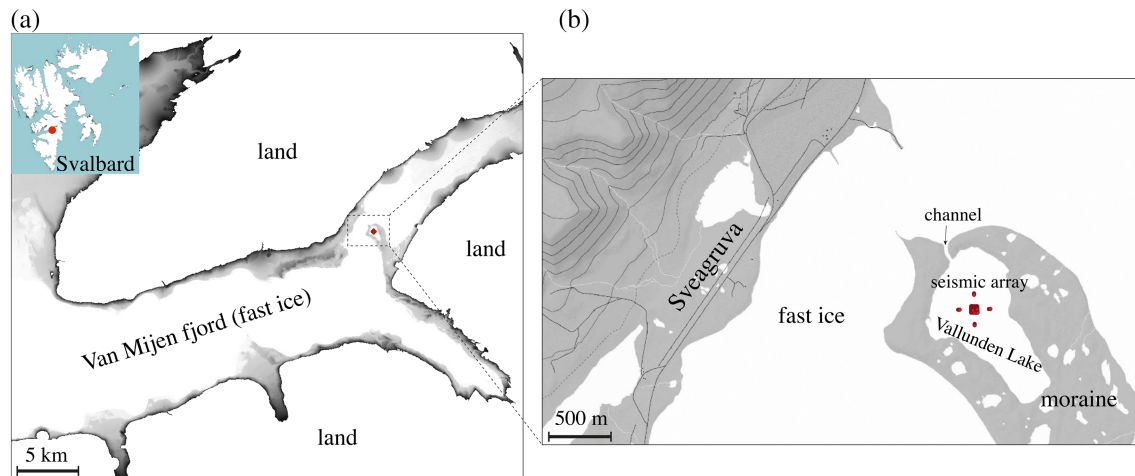 (a)
Svalbard
land
land
Van Mijen fjord (fast ice)
land
5 km
(b)
channel
Sveagruva
seismic array
fast ice
Vallunden Lake
moraine
500 m